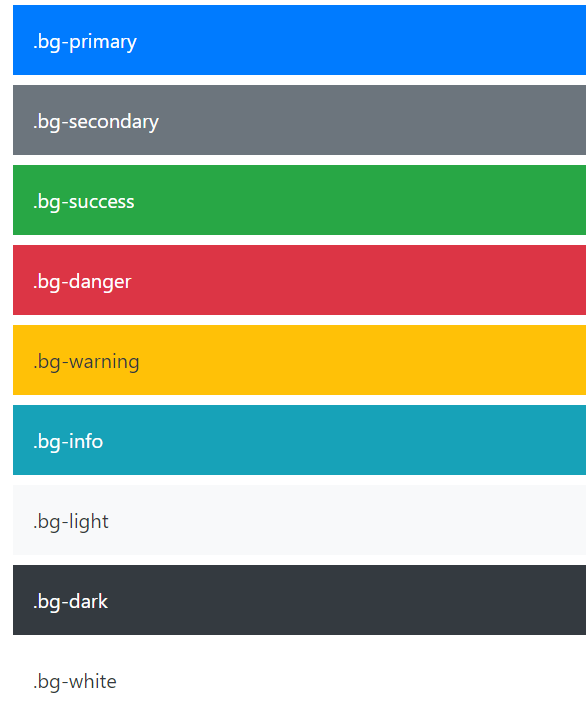 .bg-primary
.bg-secondary
.bg-success
.bg-danger
.bg-warning
.bg-info
.bg-light
.bg-dark
.bg-white